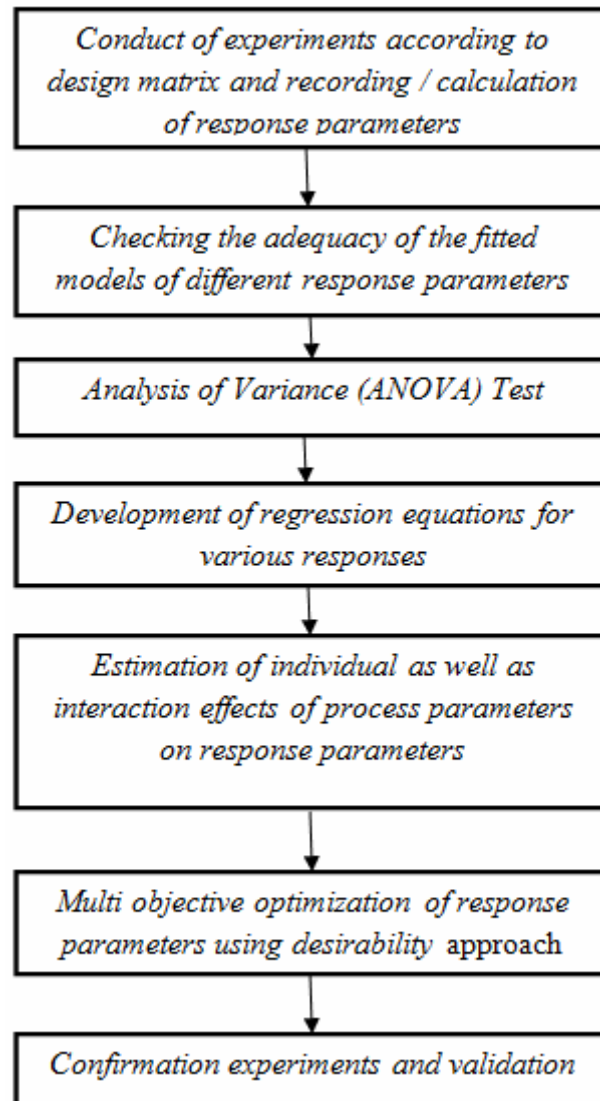 Conduct of experiments according to
design matrix and recording / calculation
of response parameters
Checking the adequacy of the fitted
models of different response parameters
Analysis of Variance (ANOVA) Test
Development of regression equations for
various responses
Estimation of individual as well as
interaction effects of process parameters
on response parameters
Multi objective optimization of response
parameters using desirability approach
Confirmation experiments and validation